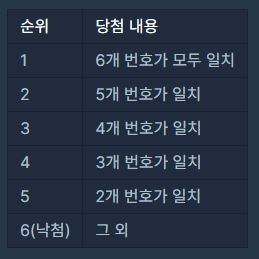 순위 당첨 내용
1 6개 번호가 모두 일치
2 5개 번호가 일치
3 4개 번호가 일치
4 3개 번호가 일치
5 2개 번호가 일치
6(낙첨) 그 외